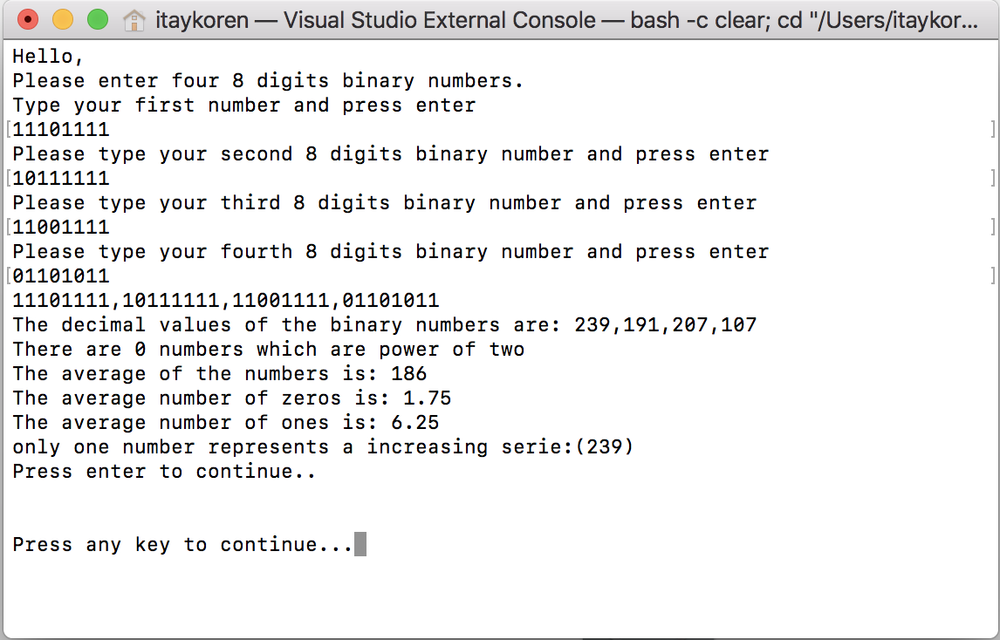 itaykoren — Visual Studio External Console — bash -c clear; cd "/Users/itaykor...
Hello,
Please enter four 8 digits binary numbers.
Type your first number and press enter
[11101111 ]
Please type your second 8 digits binary number and press enter
[10111111 ]
Please type your third 8 digits binary number and press enter
[11001111 ]
Please type your fourth 8 digits binary number and press enter
[01101011 ]
11101111,10111111,11001111,01101011
The decimal values of the binary numbers are: 239,191,207,107
There are 0 numbers which are power of two
The average of the numbers is: 186
The average number of zeros is: 1.75
The average number of ones is: 6.25
only one number represents a increasing serie:(239)
Press enter to continue..
Press any key to continue...